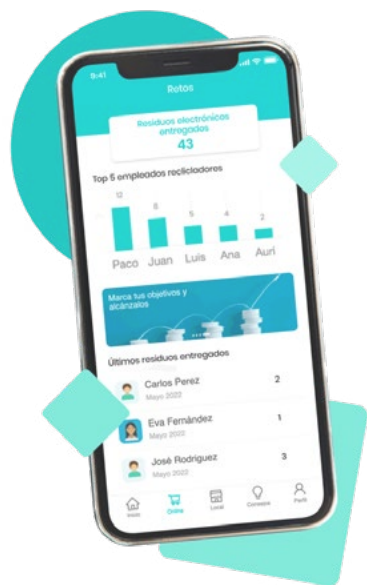 9:41
Retos
Residuos electrónicos
entregados
43
Top 5 empleados recicladores
12
8
5
4
2
Paco Juan Luis Ana Auri
Marca tus objetivos y
alcánzalos
Últimos residuos entregados
Carlos Perez
Mayo 2022
2
Eva Fernández
Mayo 2022
1
José Rodriguez
Mayo 2022
3
Inicio Online Local Consejos Perfil